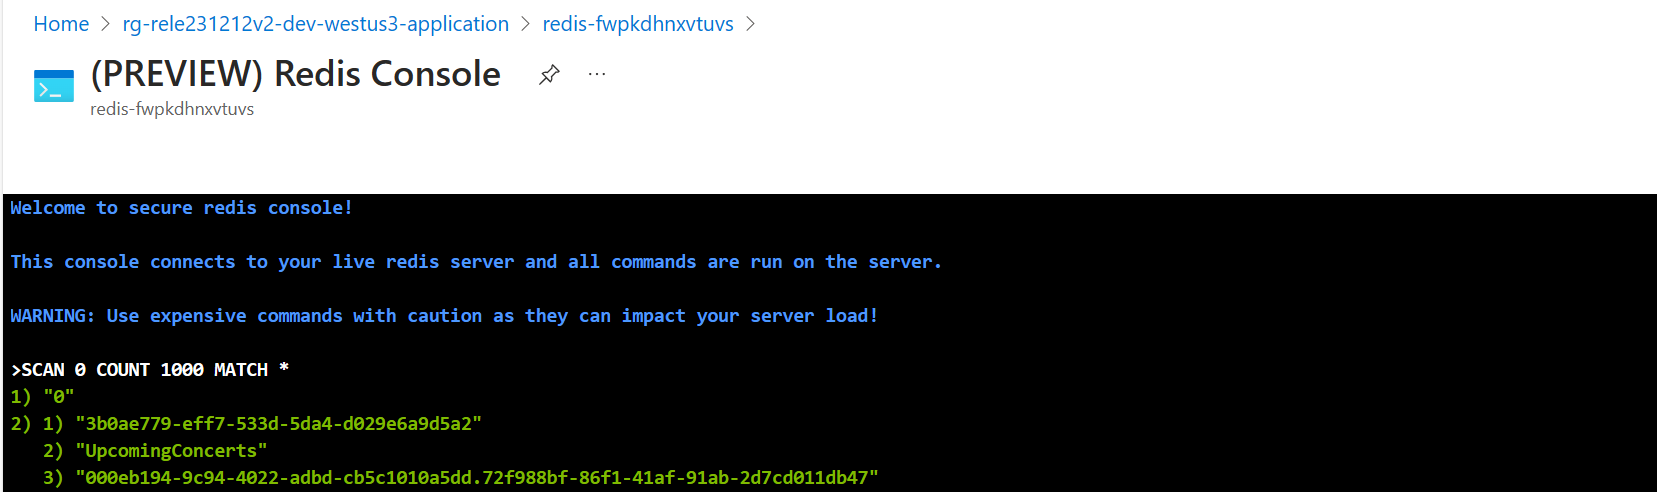 Home > rg-rele231212v2-dev-westus3-application > redis-fwpkdhnxvtuvs >
(PREVIEW) Redis Console ...
redis-fwpkdhnxvtuvs
Welcome to secure redis console!
This console connects to your live redis server and all commands are run on the server.
WARNING: Use expensive commands with caution as they can impact your server load!
>SCAN 0 COUNT 1000 MATCH *
1) "0"
2) 1) "3b0ae779-eff7-533d-5da4-d029e6a9d5a2"
2) "UpcomingConcerts"
3) "000eb194-9c94-4022-adbd-cb5c1010a5dd.72f988bf-86f1-41af-91ab-2d7cd011db47"